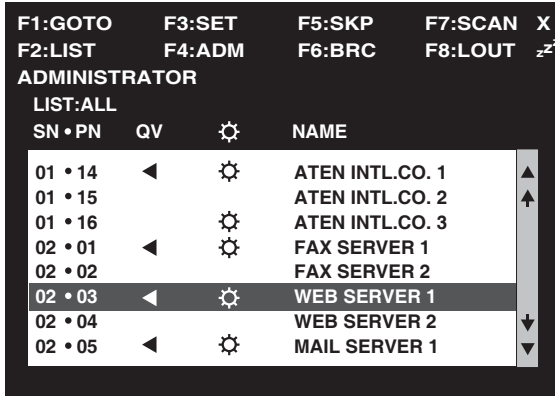 F1:GOTO F3:SET F5:SKP F7:SCAN X
F2:LIST F4:ADM F6:BRC F8:LOUT zZ
ADMINISTRATOR
LIST:ALL
SN•PN QV NAME
01•14 ATEN INTL.CO. 1
01•15 ATEN INTL.CO. 2
01•16 ATEN INTL.CO. 3
02•01 FAX SERVER 1
02•02 FAX SERVER 2
02•03 WEB SERVER 1
02•04 WEB SERVER 2
02•05 MAIL SERVER 1